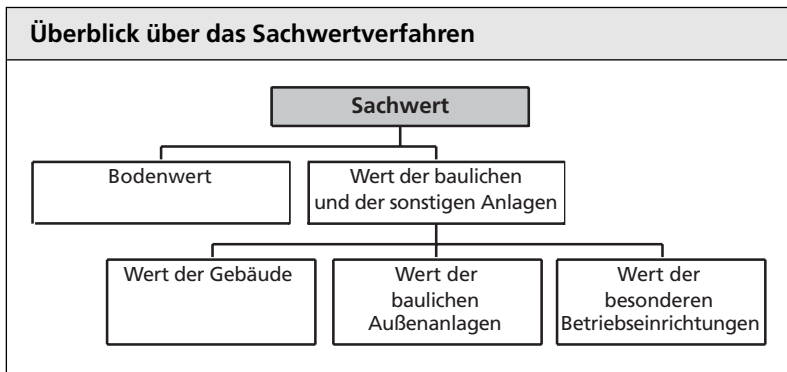 Überblick über das Sachwertverfahren
Sachwert
Bodenwert
Wert der baulichen
und der sonstigen Anlagen
Wert der Gebäude
Wert der
baulichen
Außenanlagen
Wert der
besonderen
Betriebseinrichtungen